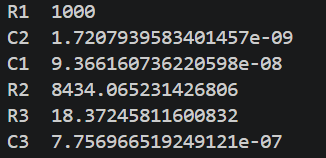 R1 1000
C2 1.7207939583401457e-09
C1 9.366160736220598e-08
R2 8434.065231426806
R3 18.37245811600832
C3 7.756966519249121e-07